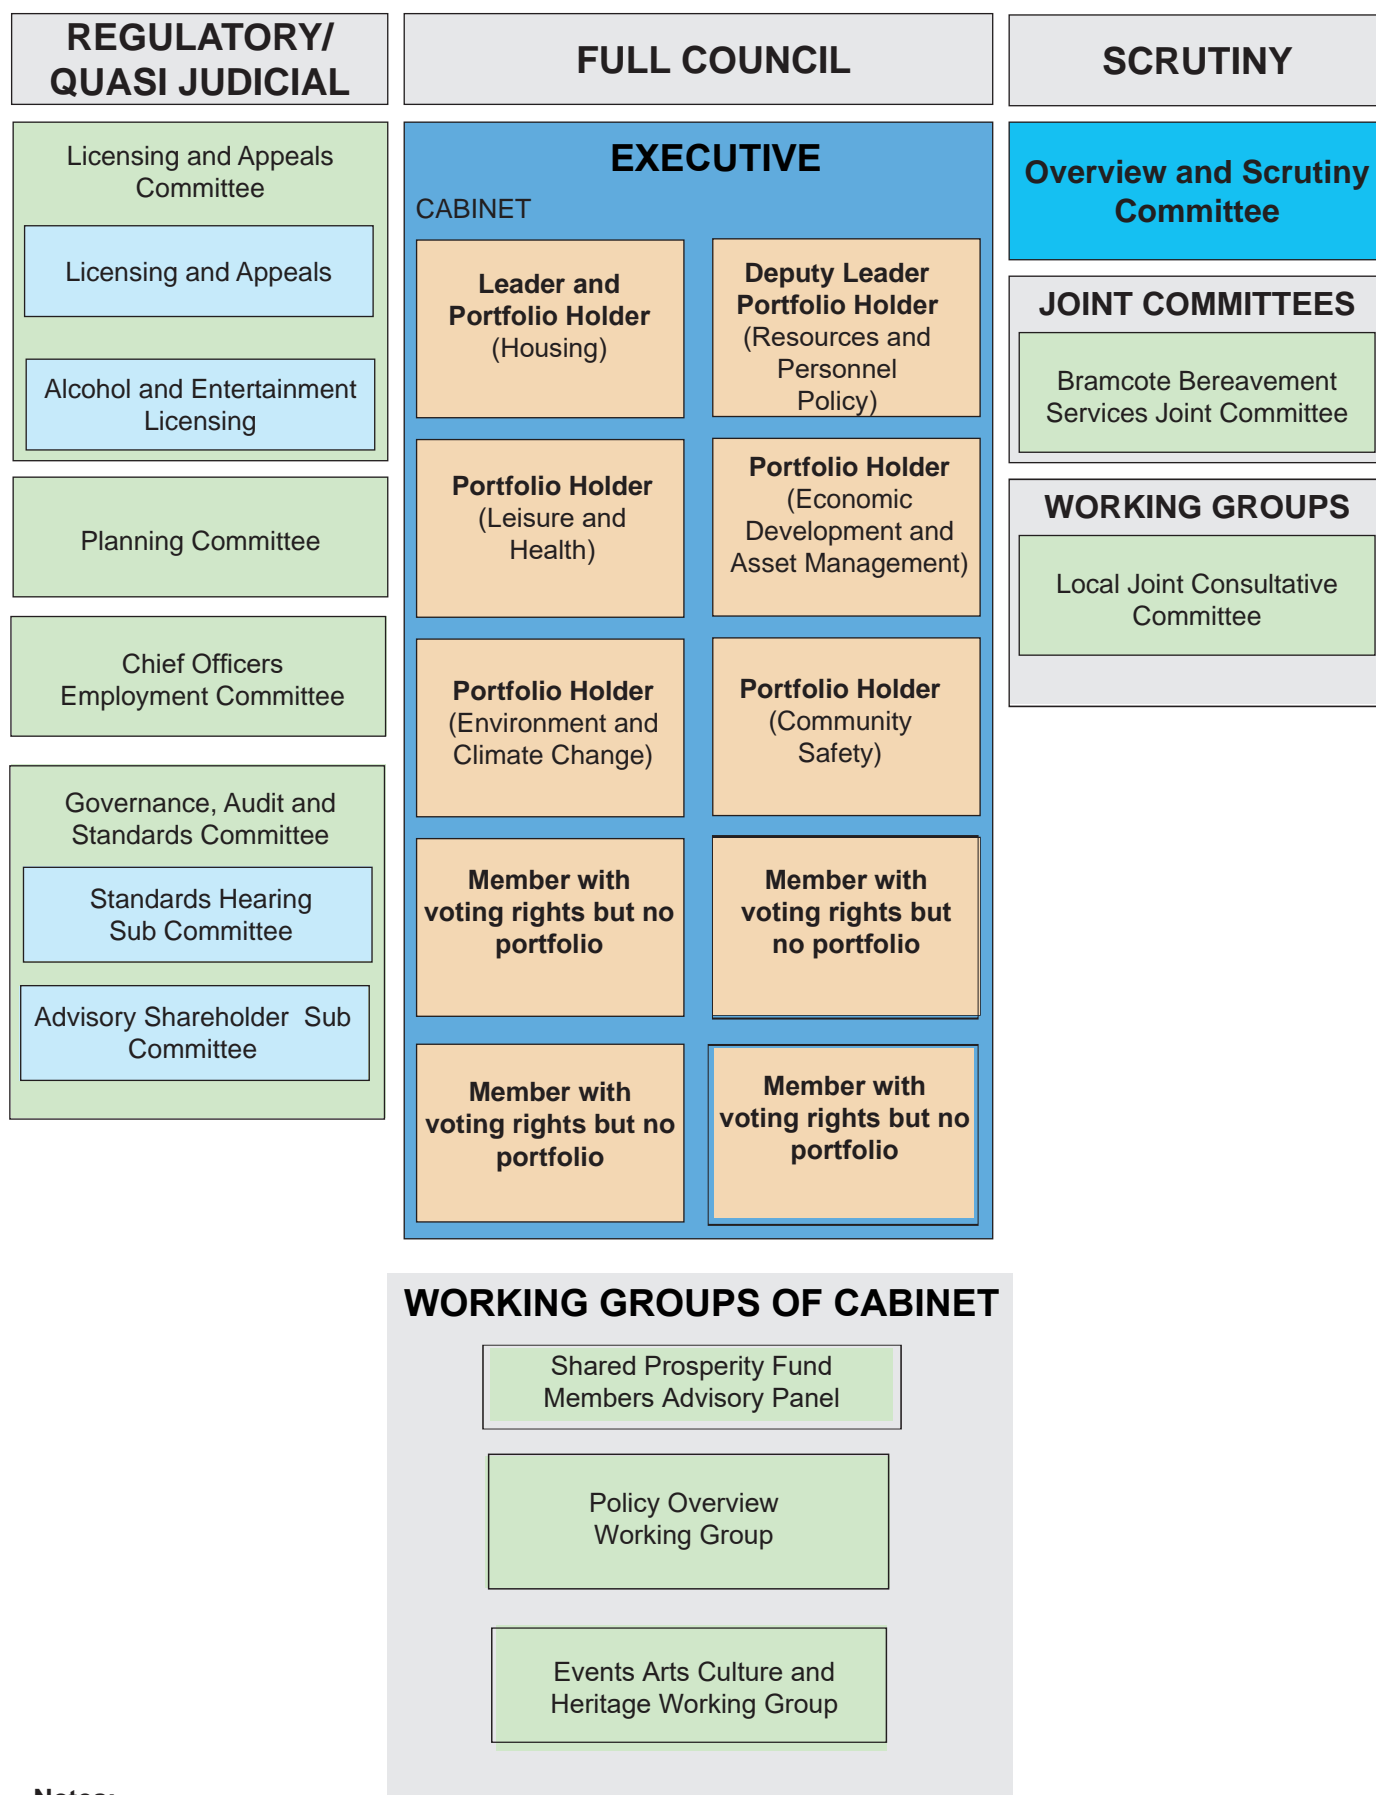 REGULATORY/
QUASI JUDICIAL
Licensing and Appeals
Committee
Licensing and Appeals
Alcohol and Entertainment
Licensing
Planning Committee
Chief Officers
Employment Committee
Governance, Audit and
Standards Committee
Standards Hearing
Sub Committee
Advisory Shareholder Sub
Committee
FULL COUNCIL
EXECUTIVE
CABINET
Leader and
Portfolio Holder
(Housing)
Deputy Leader
Portfolio Holder
(Resources and
Personnel
Policy)
Portfolio Holder
(Leisure and
Health)
Portfolio Holder
(Economic
Development and
Asset Management)
Portfolio Holder
(Environment and
Climate Change)
Portfolio Holder
(Community
Safety)
Member with
voting rights but no
portfolio
Member with
voting rights but
no portfolio
Member with
voting rights but no
portfolio
Member with
voting rights but no
portfolio
SCRUTINY
Overview and Scrutiny
Committee
JOINT COMMITTEES
Bramcote Bereavement
Services Joint Committee
WORKING GROUPS
Local Joint Consultative
Committee
WORKING GROUPS OF CABINET
Shared Prosperity Fund
Members Advisory Panel
Policy Overview
Working Group
Events Arts Culture and
Heritage Working Group
Notes: